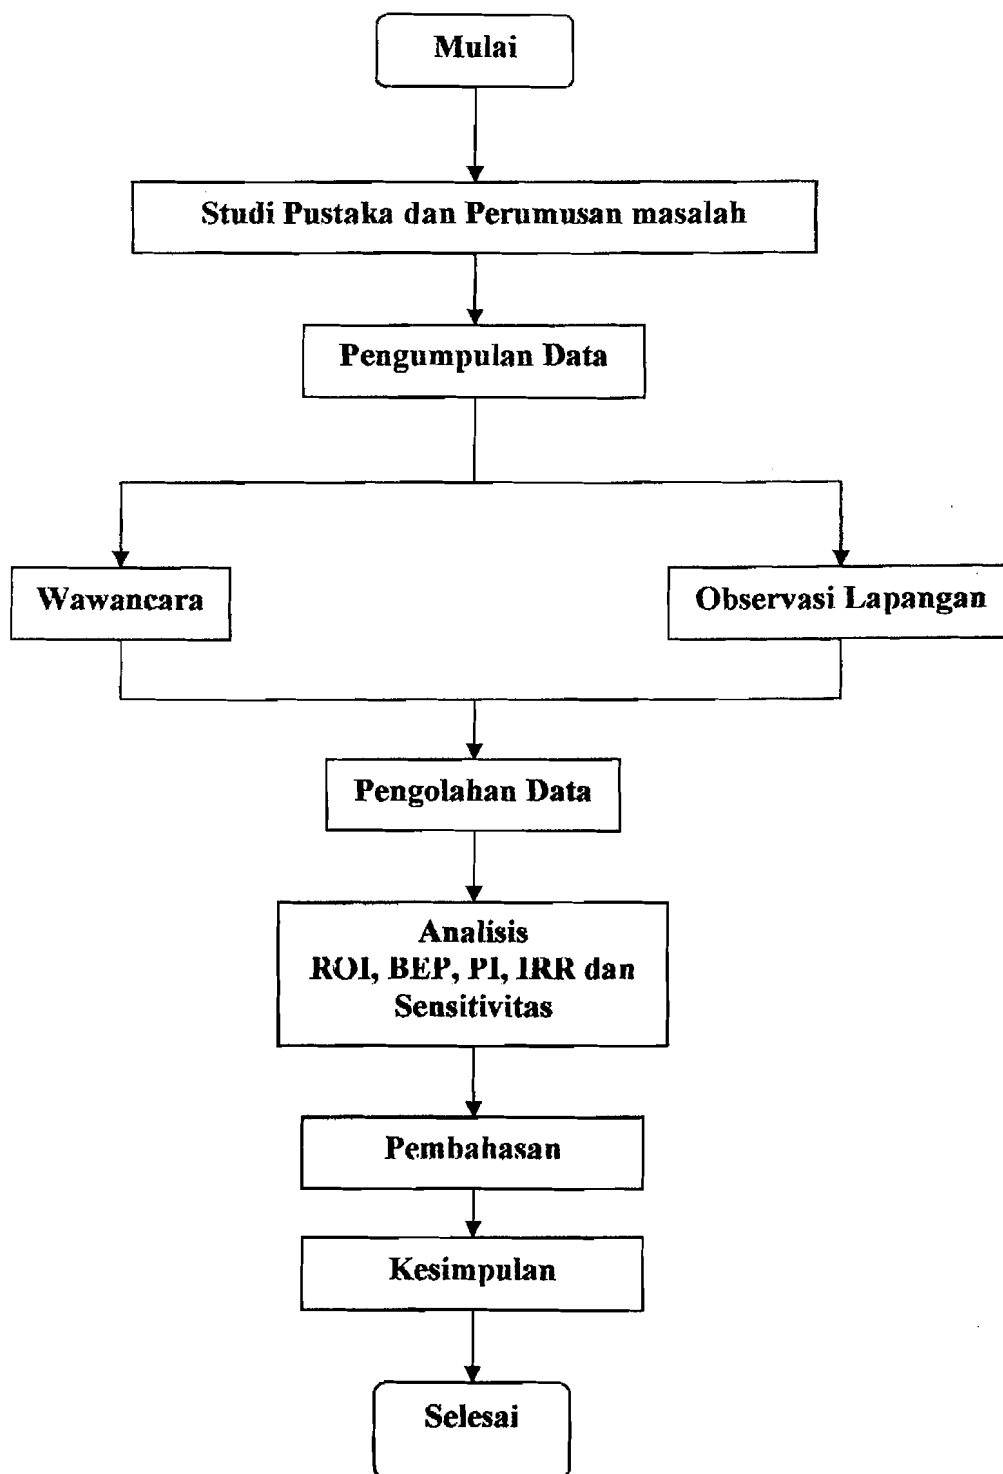 Mulai
Studi Pustaka dan Perumusan masalah
Pengumpulan Data
Wawancara
Observasi Lapangan
Pengolahan Data
Analisis
ROI, BEP, PI, IRR dan
Sensitivitas
Pembahasan
Kesimpulan
Selesai